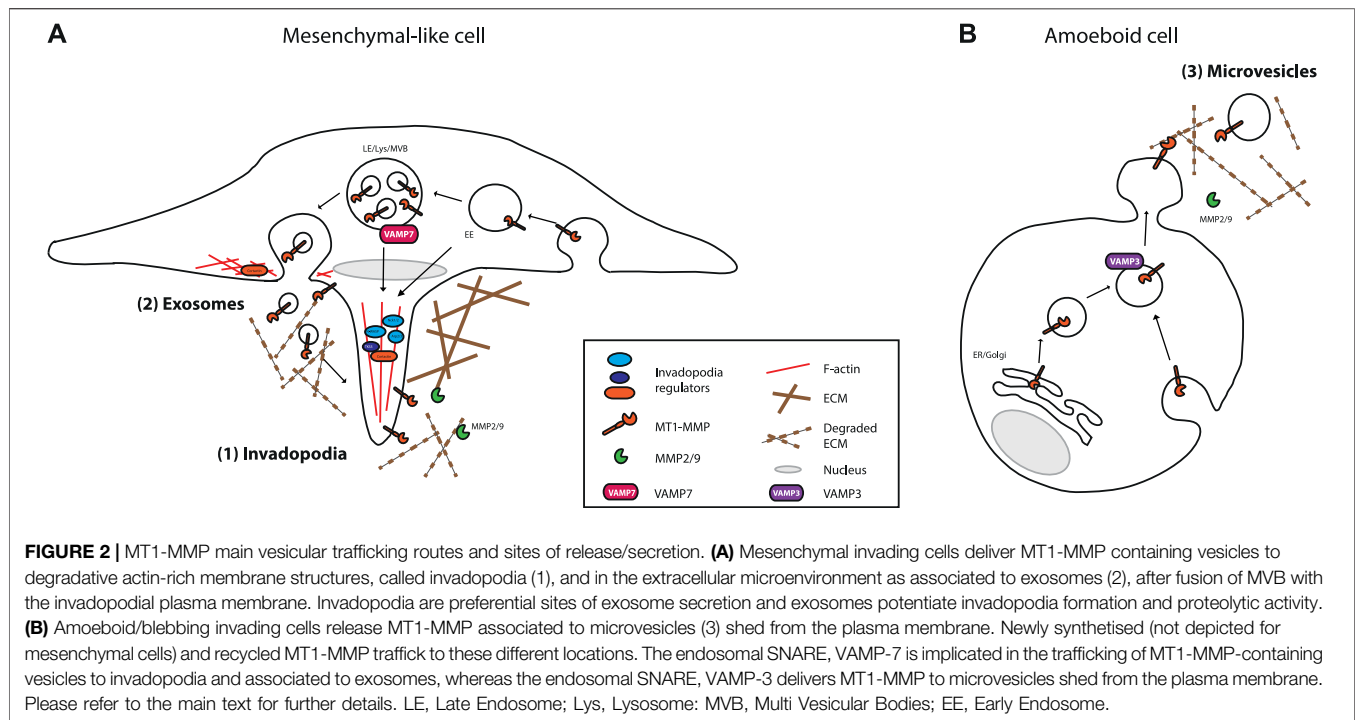 A
Mesenchymal-like cell
B
Amoeboid cell
(3) Microvesicles
LE/Lys/MVB
VAMP7
EE
(2) Exosomes
MMP2/9
(1) Invadopodia
MMP2/9
VAMP3
ER/Golgi
Invadopodia
regulators
MT1-MMP
MMP2/9
VAMP7
VAMP7
F-actin
ECM
Degraded
ECM
Nucleus
VAMP3
VAMP3
FIGURE 2 | MT1-MMP main vesicular trafficking routes and sites of release/secretion. (A) Mesenchymal invading cells deliver MT1-MMP containing vesicles to
degradative actin-rich membrane structures, called invadopodia (1), and in the extracellular microenvironment as associated to exosomes (2), after fusion of MVB with
the invadopodial plasma membrane. Invadopodia are preferential sites of exosome secretion and exosomes potentiate invadopodia formation and proteolytic activity.
(B) Amoeboid/blebbing invading cells release MT1-MMP associated to microvesicles (3) shed from the plasma membrane. Newly synthetised (not depicted for
mesenchymal cells) and recycled MT1-MMP traffick to these different locations. The endosomal SNARE, VAMP-7 is implicated in the trafficking of MT1-MMP-containing
vesicles to invadopodia and associated to exosomes, whereas the endosomal SNARE, VAMP-3 delivers MT1-MMP to microvesicles shed from the plasma membrane.
Please refer to the main text for further details. LE, Late Endosome; Lys, Lysosome: MVB, Multi Vesicular Bodies; EE, Early Endosome.